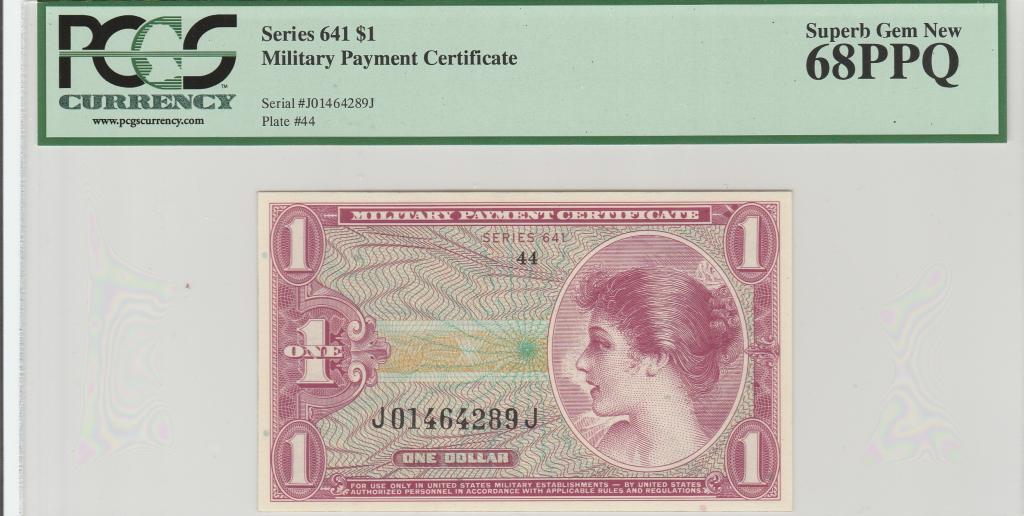 PCGS
™
CURRENCY
www.pcgscurrency.com
Series 641 $1
Military Payment Certificate
Serial #J01464289J
Plate #44
Superb Gem New
68PPQ
MILITARY PAYMENT CERTIFICATE
1
1
SERIES 641
44
1
ONE
J01464289J
ONE DOLLAR
1
1
FOR USE ONLY IN UNITED STATES MILITARY ESTABLISHMENTS — BY UNITED STATES
AUTHORIZED PERSONNEL IN ACCORDANCE WITH APPLICABLE RULES AND REGULATIONS.